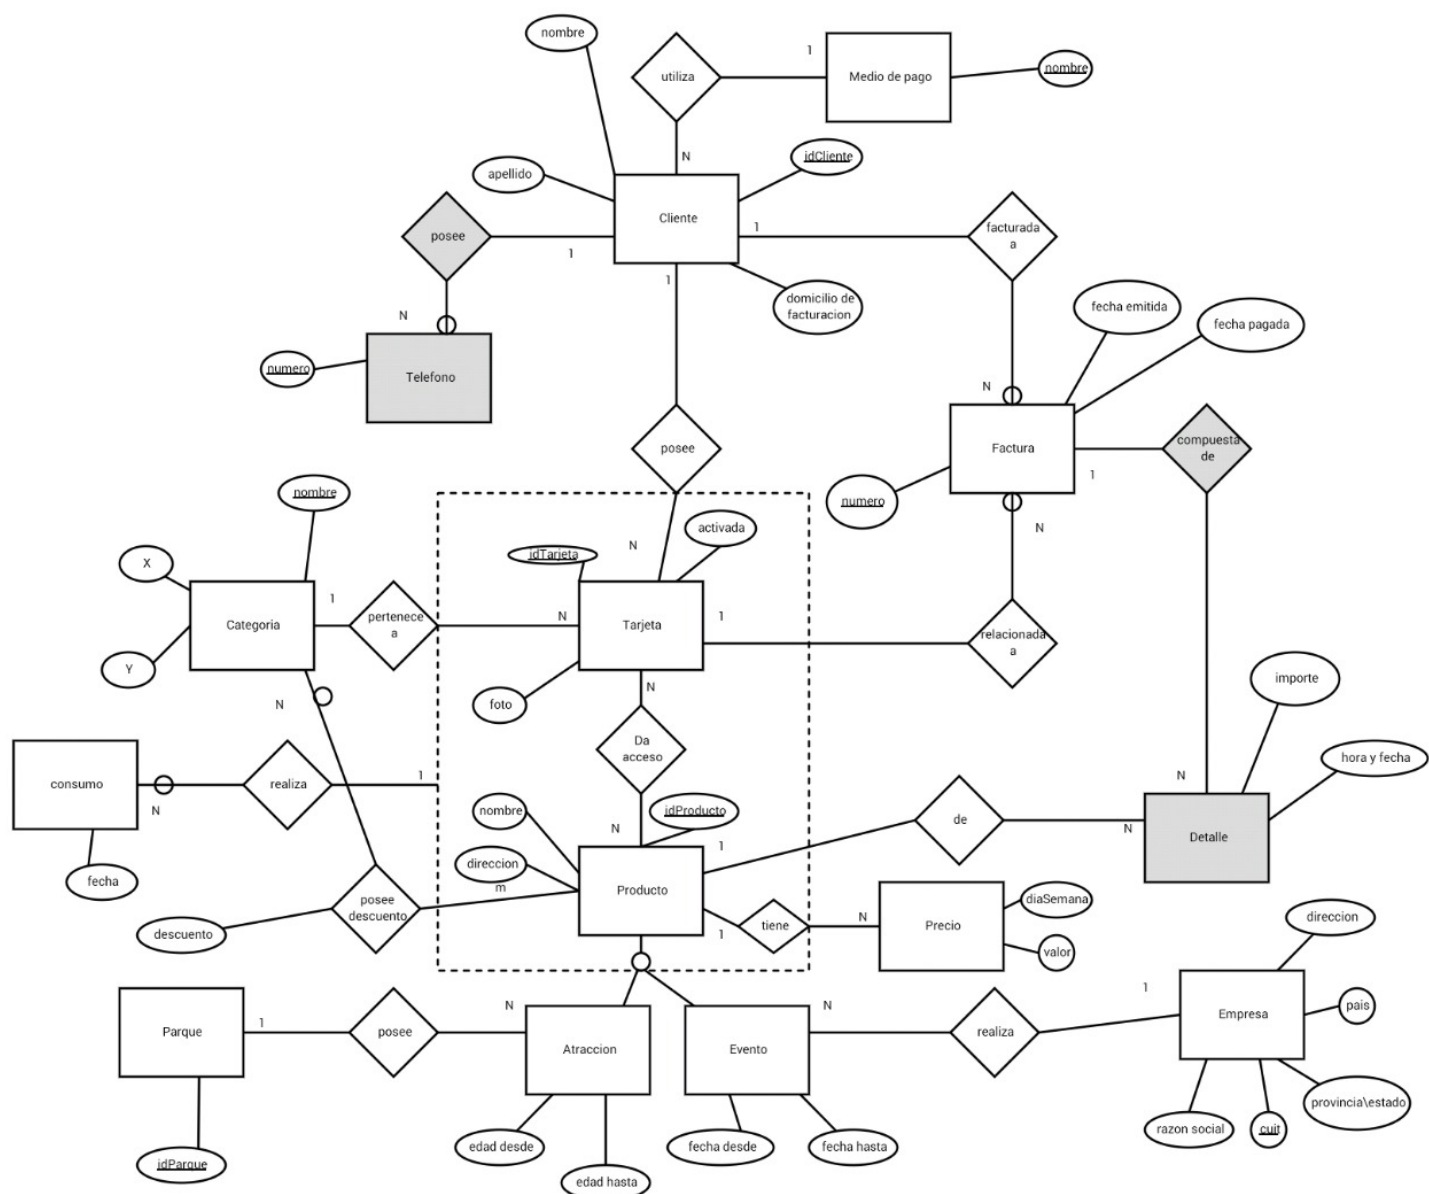 nombre
1
utiliza
Medio de pago
nombre
N
idCliente
apellido
Cliente
posee
1
1
facturada
a
1
domicilio de
facturacion
fecha emitida
fecha pagada
N
numero
Telefono
N
posee
Factura
compuesta
de
1
numero
nombre
activada
N
N
idTarjeta
X
1
pertenece
a
N
Categoria
Tarjeta
1
relacionada
a
Y
foto
N
N
importe
Da
acceso
hora y fecha
consumo
realiza
1
N
N
nombre
idProducto
N
1
de
N
Detalle
direccion
m
fecha
Producto
posee
descuento
descuento
1
tiene
N
Precio
diaSemana
valor
direccion
N
N
1
pais
Parque
1
posee
Atraccion
Evento
realiza
Empresa
provincia\estado
edad desde
fecha desde
fecha hasta
razon social
cuit
idParque
edad hasta